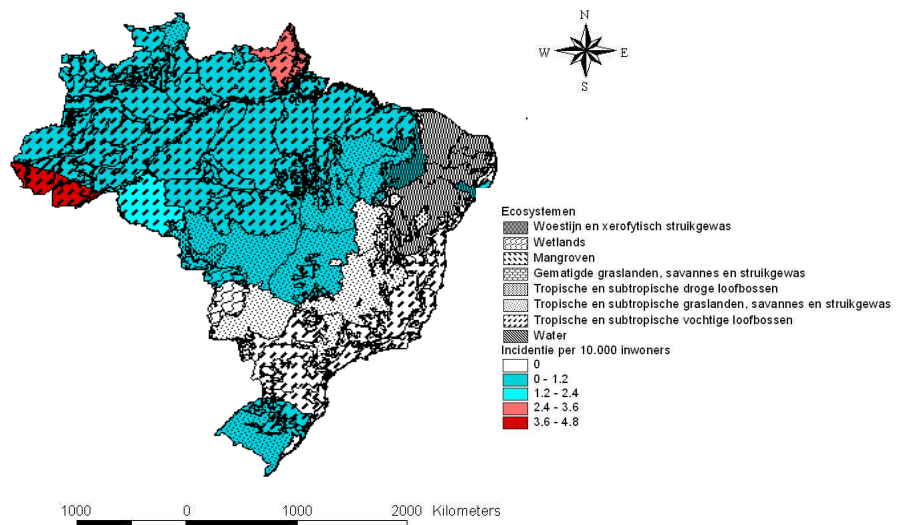 N
W E
S
Ecosystemen
Woestijn en xerofytisch struikgewas
Wetlands
Mangroven
Gematigde graslanden, savannes en struikgewas
Tropische en subtropische droge loofbossen
Tropische en subtropische graslanden, savannes en struikgewas
Tropische en subtropische vochtige loofbossen
Water
Incidentie per 10.000 inwoners
0
0 - 1.2
1.2 - 2.4
2.4 - 3.6
3.6 - 4.8
1000 0 1000 2000 Kilometers